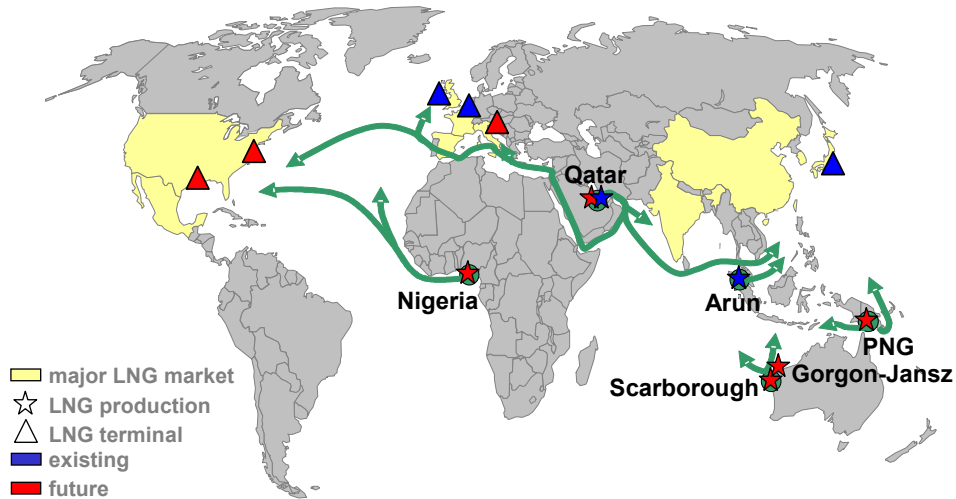 Qatar
Nigeria
Arun
PNG
Gorgon-Jansz
Scarborough
major LNG market
LNG production
LNG terminal
existing
future